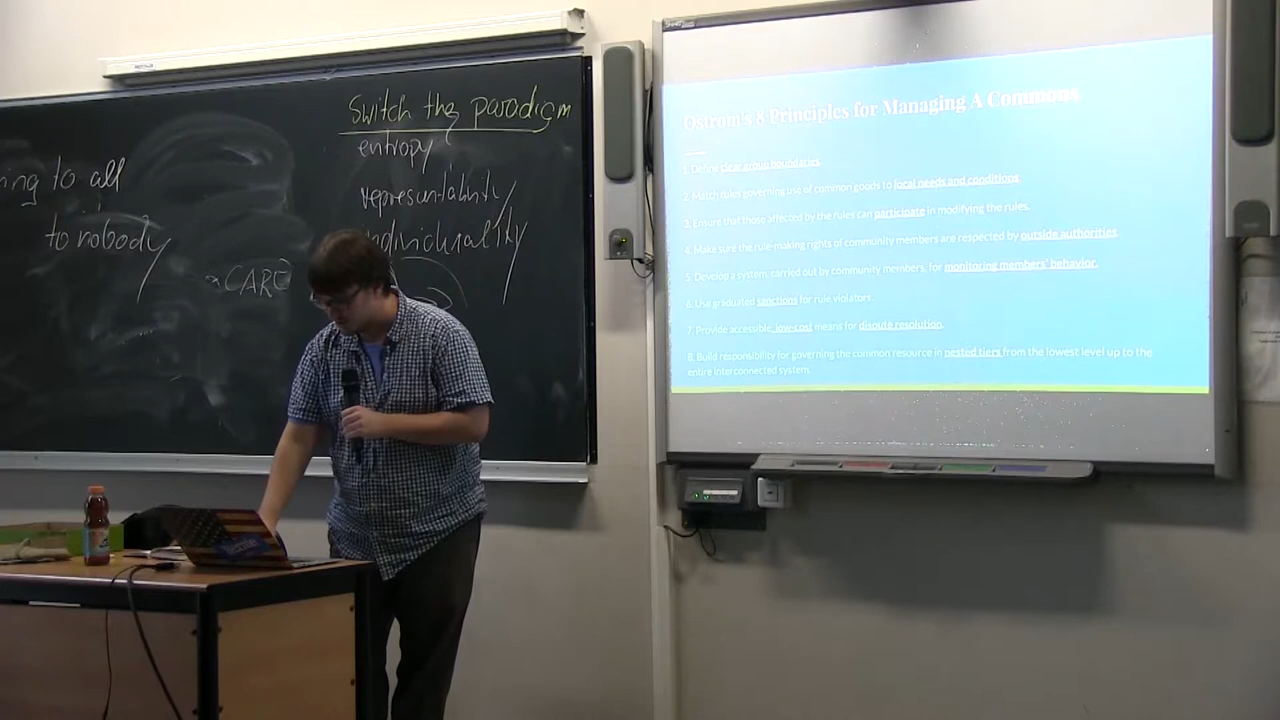 Switch the paradigm
entropy
representability
individuality
ing to all
to nobody
CARE
Ostrom's 8 Principles for Managing A Commons
1. Define clear group boundaries.
2. Match rules governing use of common goods to local needs and conditions.
3. Ensure that those affected by the rules can participate in modifying the rules.
4. Make sure the rule-making rights of community members are respected by outside authorities.
5. Develop a system, carried out by community members, for monitoring members' behavior.
6. Use graduated sanctions for rule violators.
7. Provide accessible, low-cost means for dispute resolution.
8. Build responsibility for governing the common resource in nested tiers from the lowest level up to the
entire interconnected system.